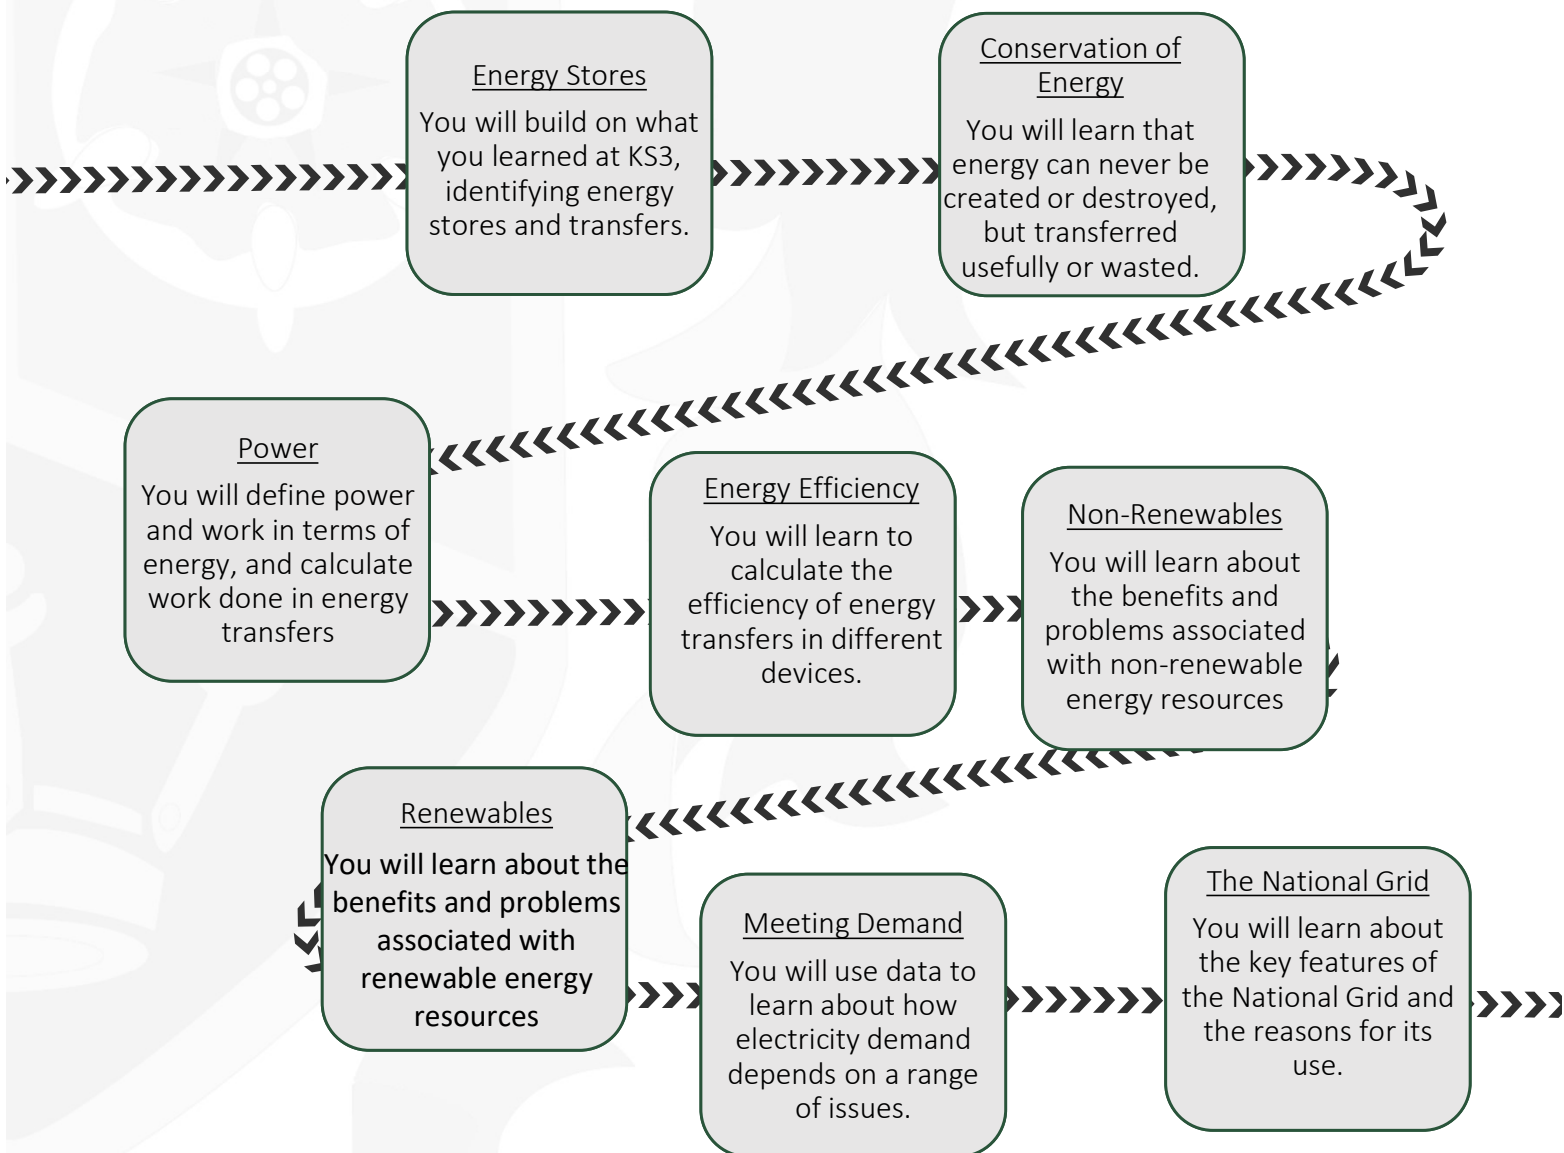 Energy Stores
You will build on what
you learned at KS3,
identifying energy
stores and transfers.
Conservation of
Energy
You will learn that
energy can never be
created or destroyed,
but transferred
usefully or wasted.
Power
You will define power
and work in terms of
energy, and calculate
work done in energy
transfers
Energy Efficiency
You will learn to
calculate the
efficiency of energy
transfers in different
devices.
Non-Renewables
You will learn about
the benefits and
problems associated
with non-renewable
energy resources
Renewables
You will learn about the
benefits and problems
associated with
renewable energy
resources
Meeting Demand
You will use data to
learn about how
electricity demand
depends on a range
of issues.
The National Grid
You will learn about
the key features of
the National Grid and
the reasons for its
use.